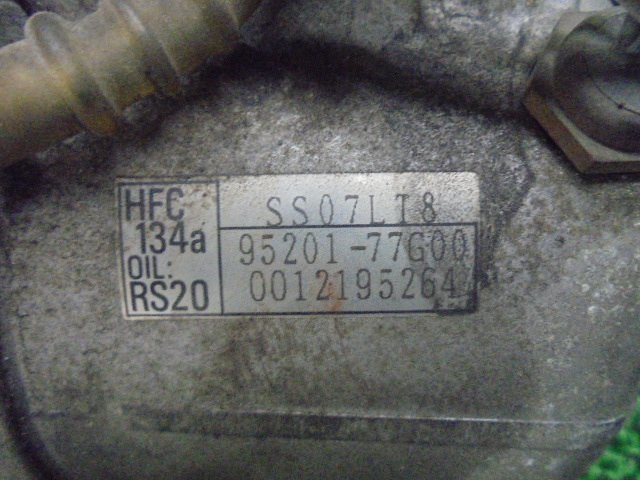 HFC
134a
OIL:
RS20
SS07LT8
95201-77G00
0012195264